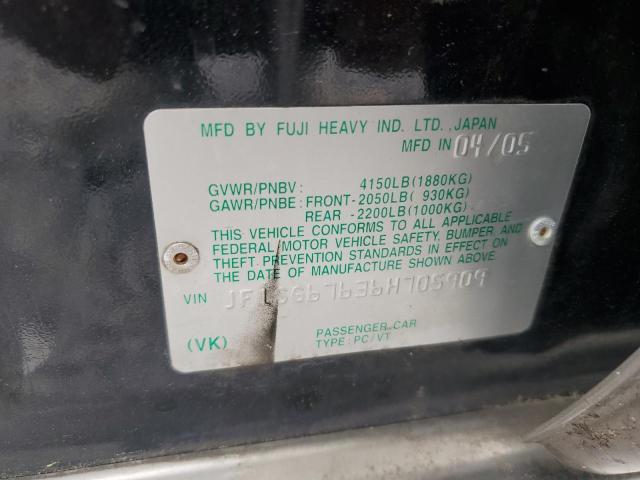 MFD BY FUJI HEAVY IND. LTD., JAPAN
MFD IN 04/05
GVWR/PNBV: 4150LB(1880KG)
GAWR/PNBE: FRONT-2050LB( 930KG)
REAR -2200LB(1000KG)
THIS VEHICLE CONFORMS TO ALL APPLICABLE
FEDERAL MOTOR VEHICLE SAFETY BUMPER AND
THEFT PREVENTION STANDARDS IN EFFECT ON
THE DATE OF MANUFACTURE SHOWN ABOVE.
VIN
(VK)
PASSENGER CAR
TYPE: PC/VT